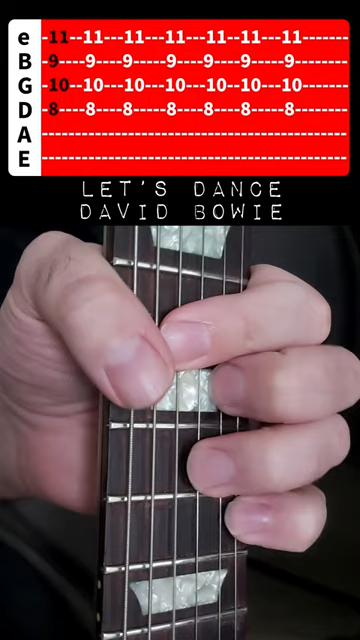 e -11--11---11---11---11--11---11-------
B -9----9----9-----9----9----9----9-------
G -10--10---10---10---10--10---10------
D -8----8----8-----8----8----8----8-------
A --------------------------------------
E --------------------------------------
LET'S DANCE
DAVID BOWIE